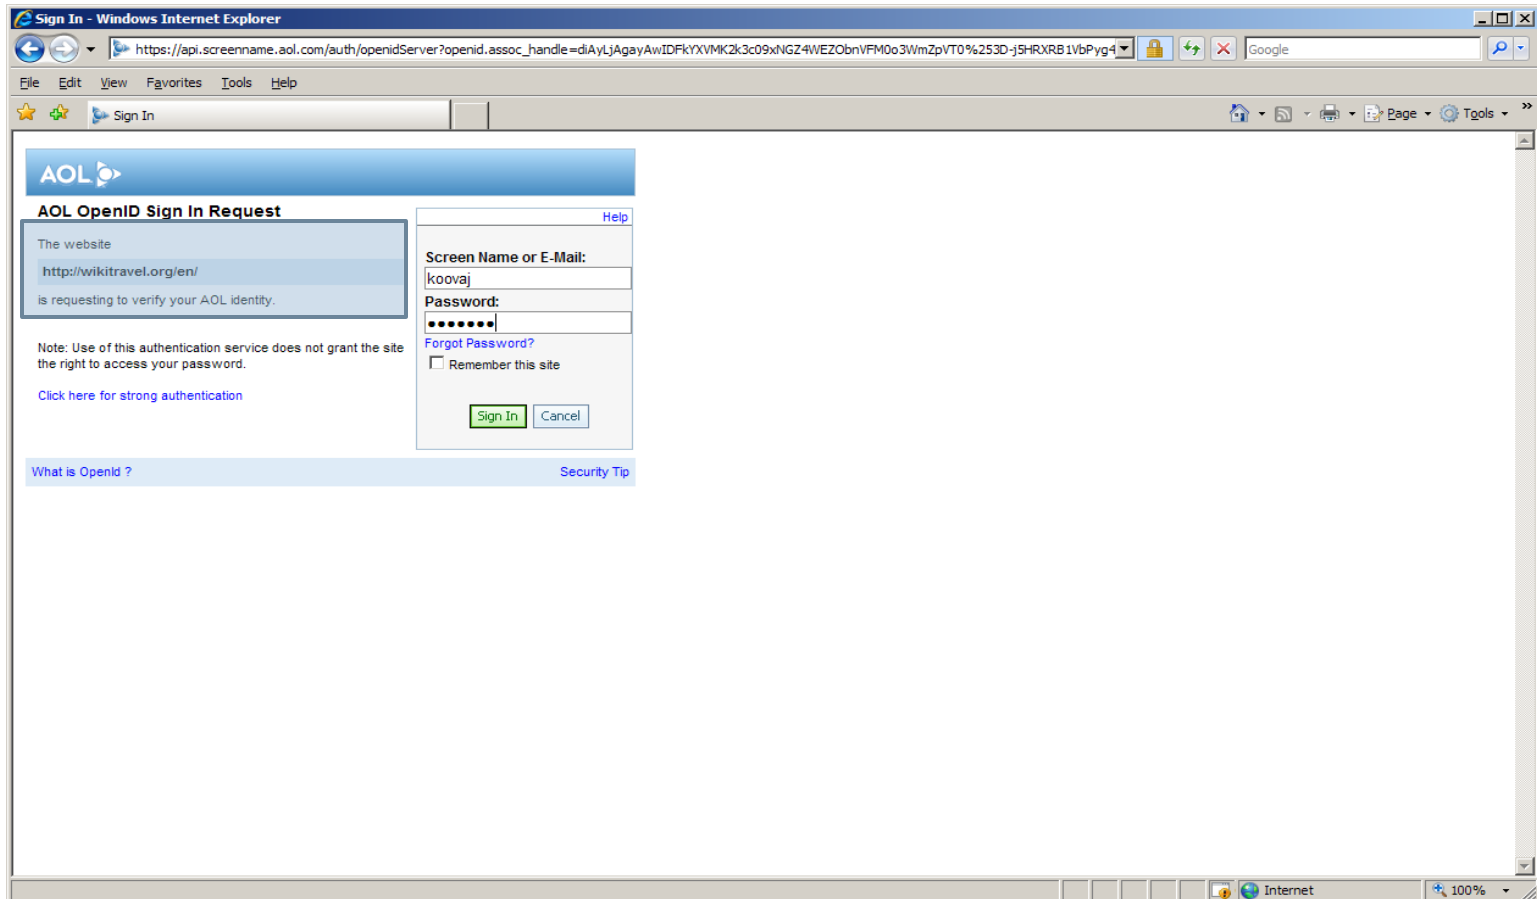 Sign In - Windows Internet Explorer
https://api.screenname.aol.com/auth/openidServer?openid.assoc_handle=diAyLjAgayAwIDFkYXVMK2k3c09xNGZ4WEZObnVFM0o3WmZpVT0%253D-j5HRXRB1VbPyg4
Google
File Edit View Favorites Tools Help
Sign In
Page Tools »
AOL
AOL OpenID Sign In Request
The website
http://wikitravel.org/en/
is requesting to verify your AOL identity.
Note: Use of this authentication service does not grant the site
the right to access your password.
Click here for strong authentication
Help
Screen Name or E-Mail:
koovaj
Password:
●●●●●●●
Forgot Password?
Remember this site
Sign In Cancel
What is OpenId ? Security Tip
Internet 100%